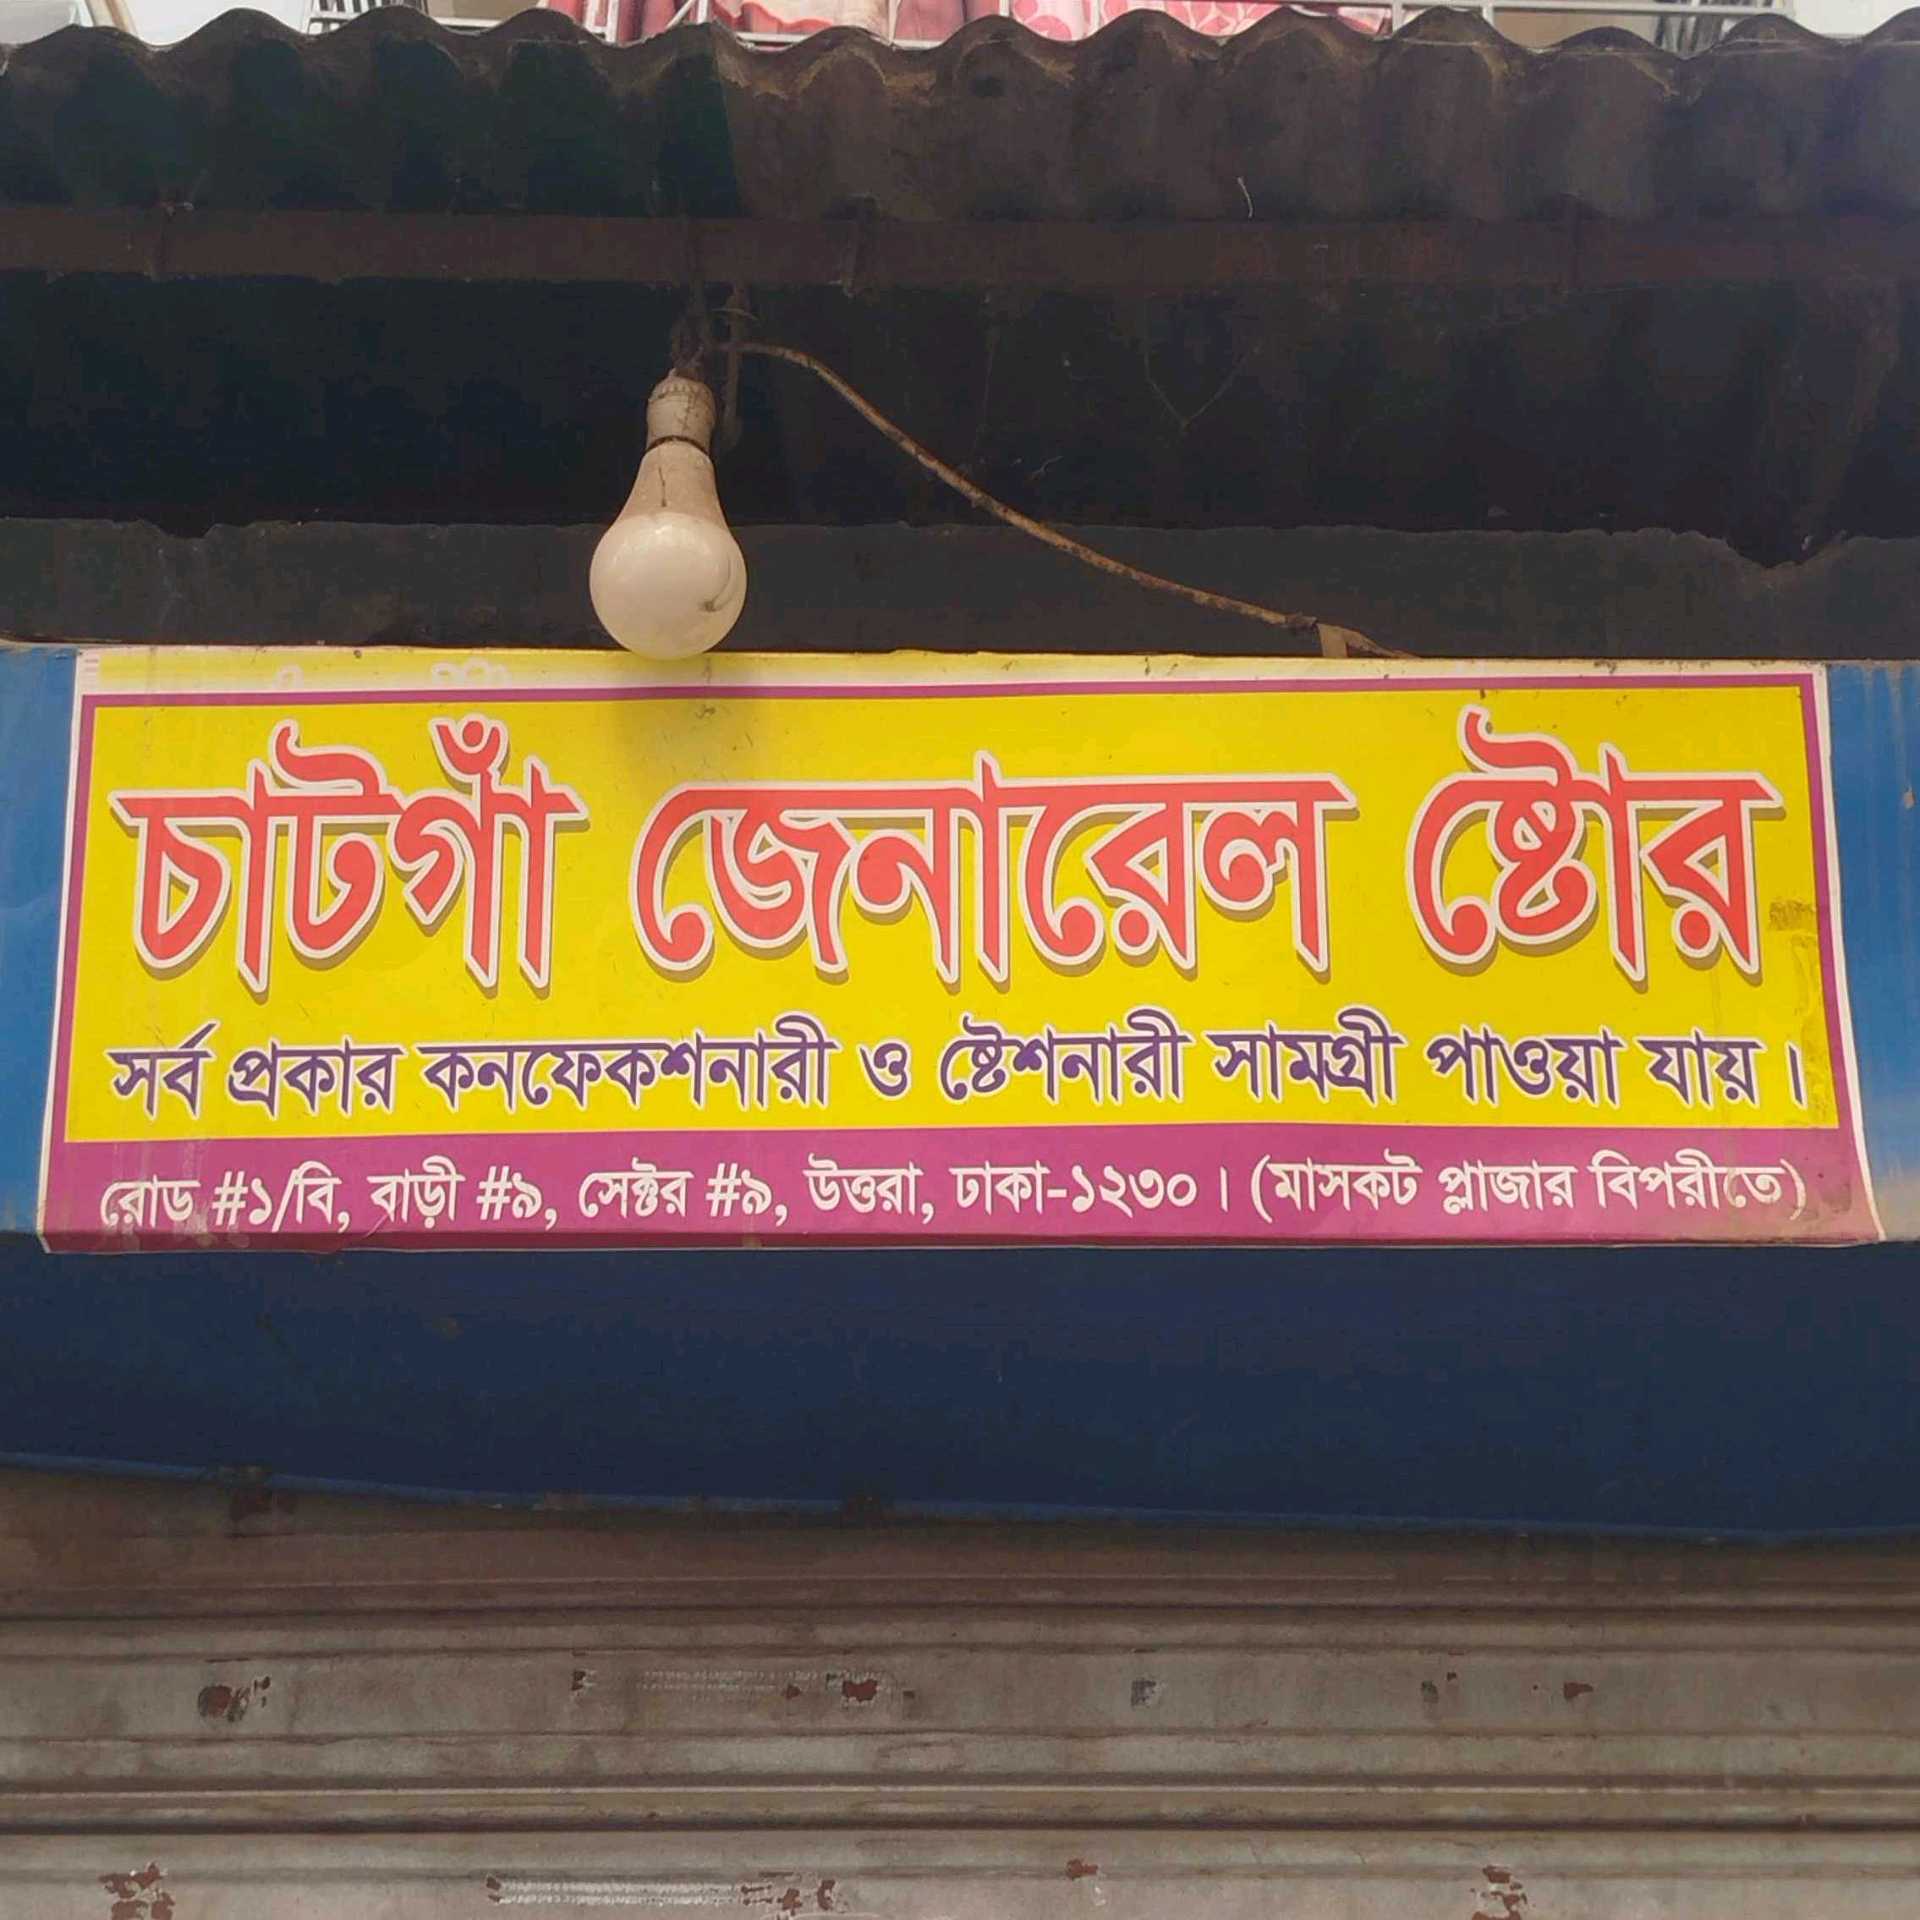 চাটগাঁ জেনারেল ষ্টোর
সর্ব প্রকার কনফেকশনারী ও ষ্টেশনারী সামগ্রী পাওয়া যায়।
রোড #১/বি, বাড়ী #৯, সেক্টর #৯, উত্তরা, ঢাকা-১২৩০। (মাসকট প্লাজার বিপরীতে)